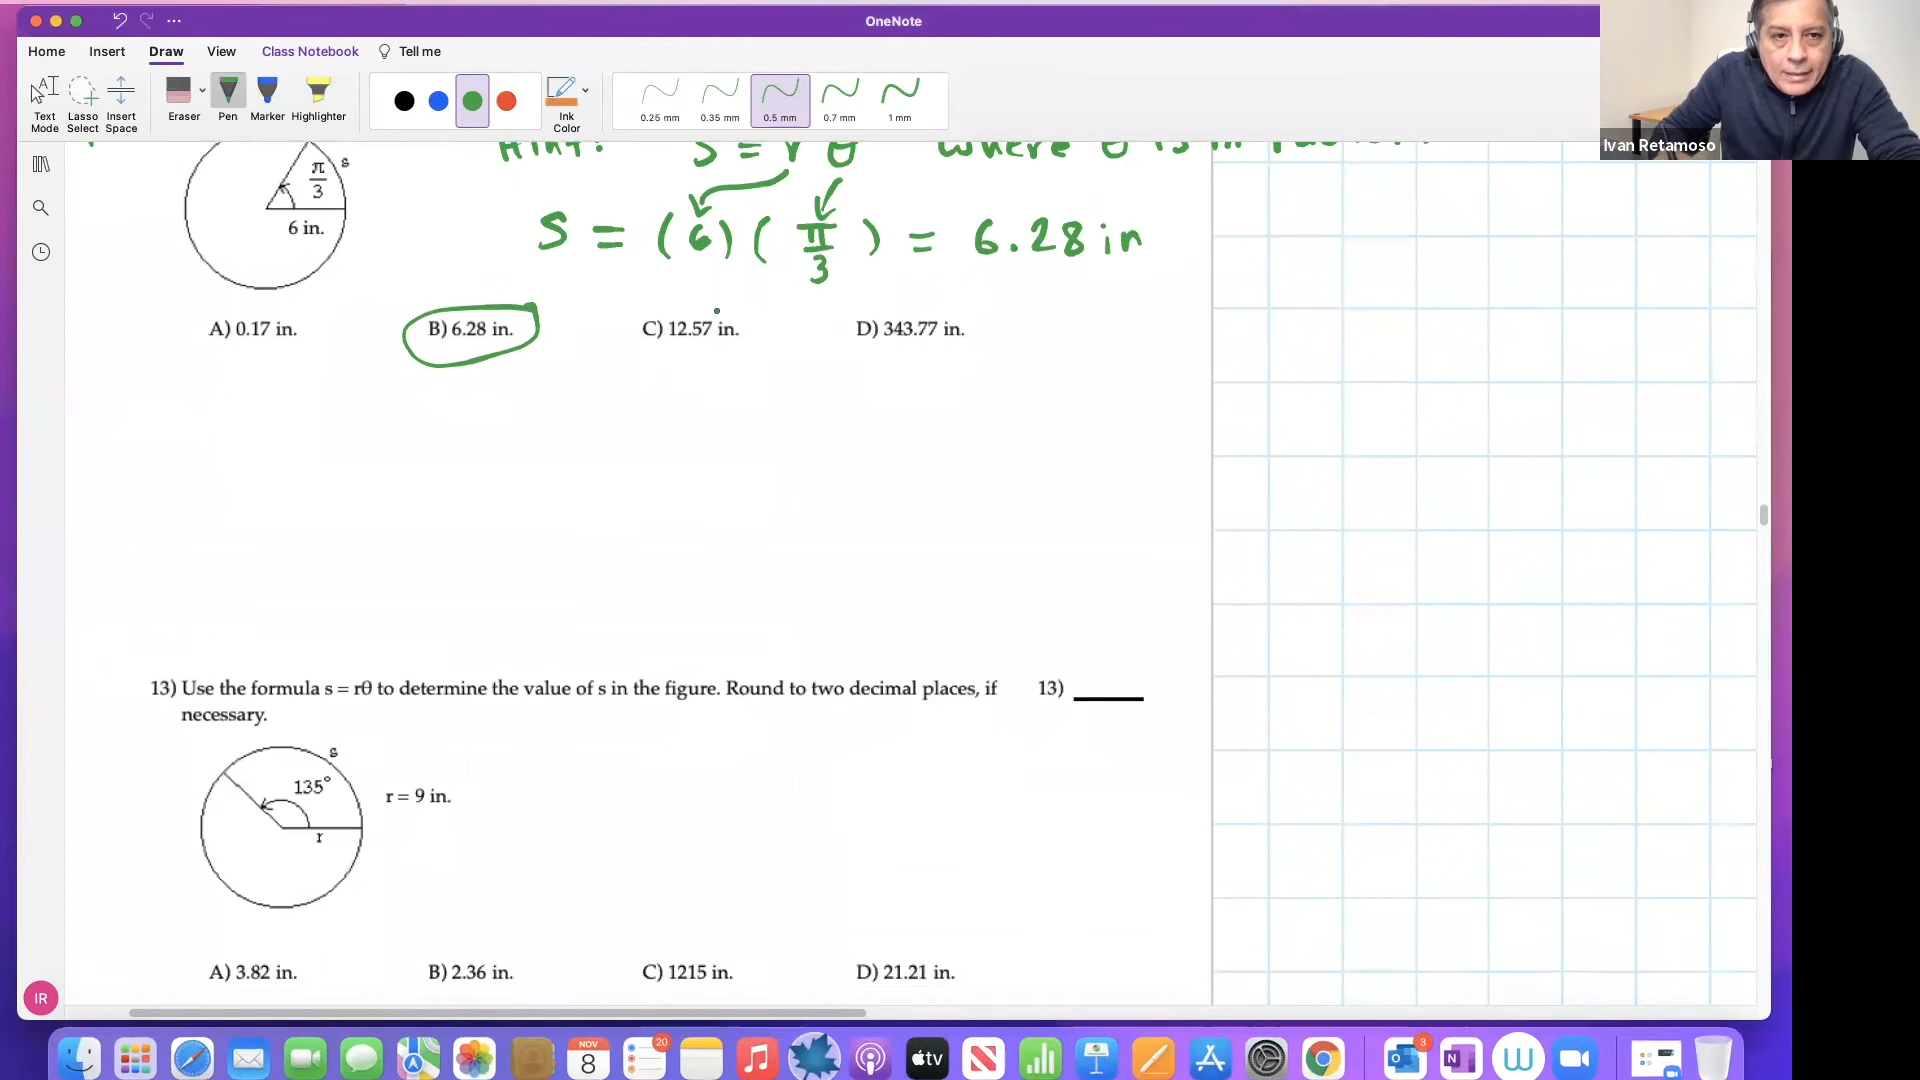 OneNote
Home Insert Draw View Class Notebook Tell me
Text Mode
Lasso Select
Insert Space
Eraser
Pen
Marker
Highlighter
Ink Color
0.25 mm
0.35 mm
0.5 mm
0.7 mm
1 mm
Ivan Retamoso
Hint: S = r θ where θ is in
π/3
s
6 in.
S = (6)(π/3) = 6.28 in
A) 0.17 in. B) 6.28 in. C) 12.57 in. D) 343.77 in.
13) Use the formula s = rθ to determine the value of s in the figure. Round to two decimal places, if 13)
necessary.
s
135°
r = 9 in.
r
A) 3.82 in. B) 2.36 in. C) 1215 in. D) 21.21 in.
IR
20
NOV
8
tv
3
N
W